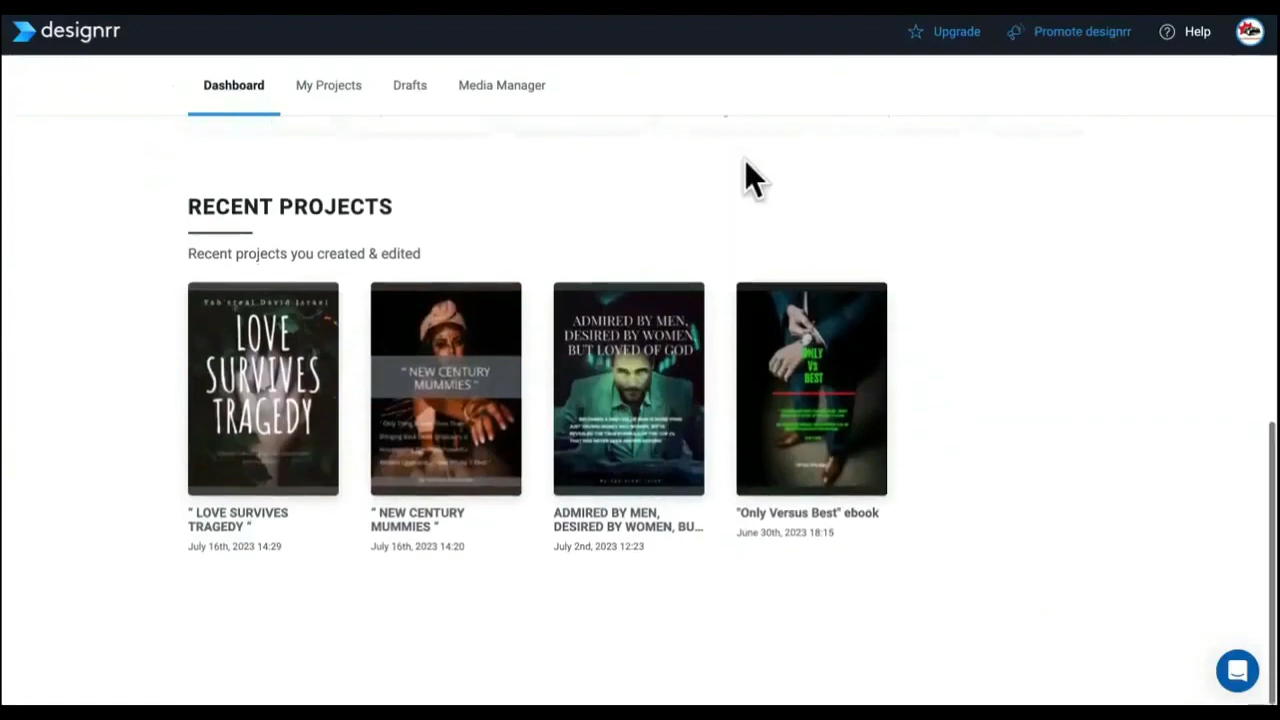 designrr
Upgrade
Promote designrr
Help
Dashboard
My Projects
Drafts
Media Manager
RECENT PROJECTS
Recent projects you created & edited
LOVE
SURVIVES
TRAGEDY
“ NEW CENTURY
MUMMIES “
ADMIRED BY MEN,
DESIRED BY WOMEN,
BUT LOVED OF GOD
ONLY
Vs
BEST
“ LOVE SURVIVES
TRAGEDY “
July 16th, 2023 14:29
“ NEW CENTURY
MUMMIES “
July 16th, 2023 14:20
ADMIRED BY MEN,
DESIRED BY WOMEN, BU...
July 2nd, 2023 12:23
"Only Versus Best" ebook
June 30th, 2023 18:15